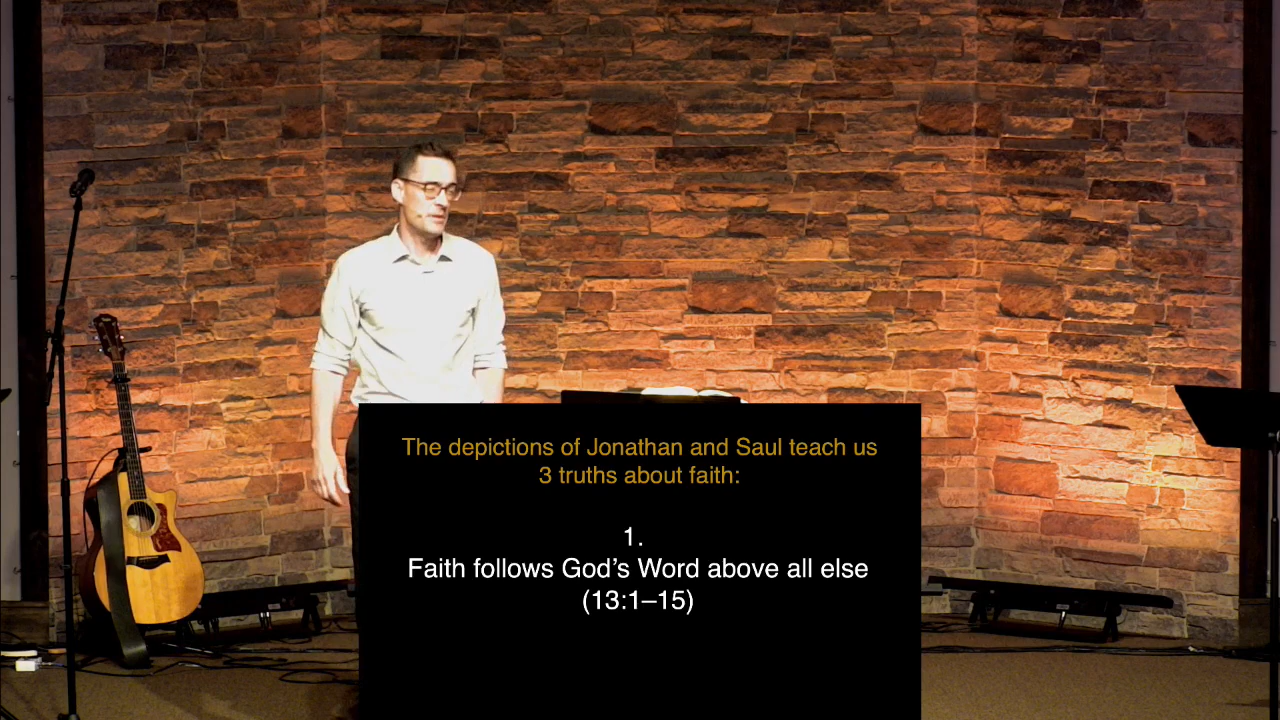 The depictions of Jonathan and Saul teach us
3 truths about faith:
1.
Faith follows God’s Word above all else
(13:1–15)